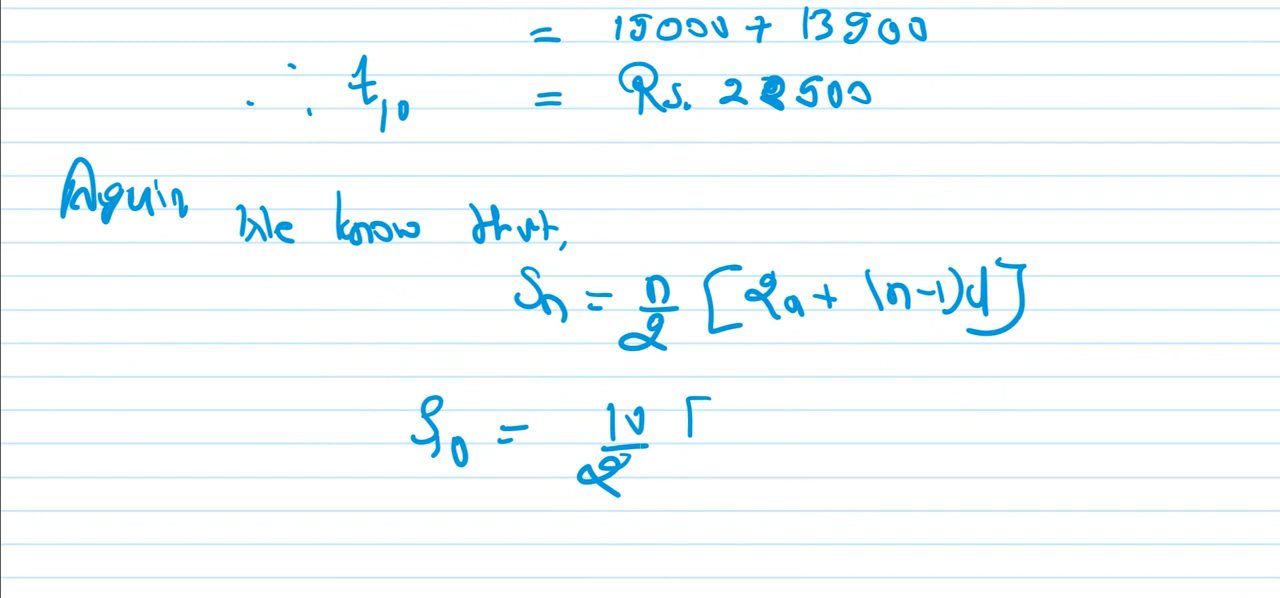 = 15000 + 13500
∴ t₁₀ = Rs. 28500
Again We know that,
Sₙ = n/2 [2a + (n-1)d]
S₁₀ = 10/2 [